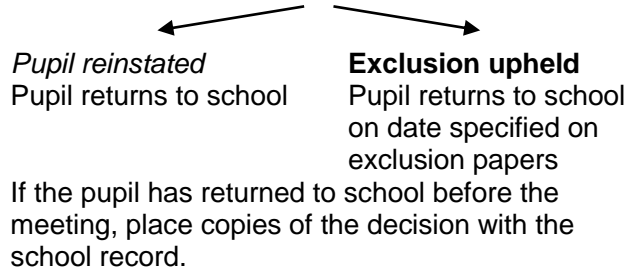 Pupil reinstated
Pupil returns to school
Exclusion upheld
Pupil returns to school
on date specified on
exclusion papers
If the pupil has returned to school before the
meeting, place copies of the decision with the
school record.